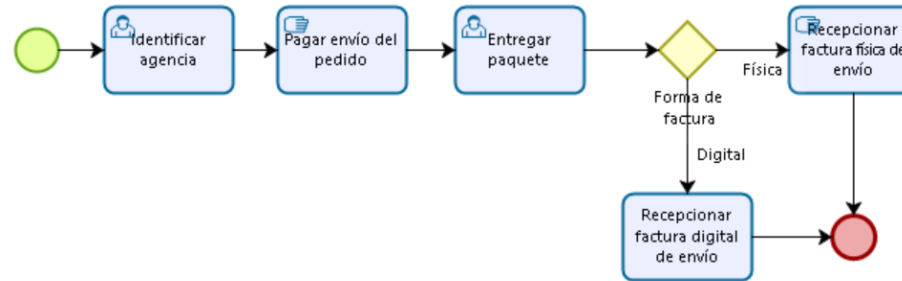 Identificar
agencia
Pagar envío del
pedido
Entregar
paquete
Forma de
factura
Física
Recepcionar
factura física de
envío
Digital
Recepcionar
factura digital
de envío